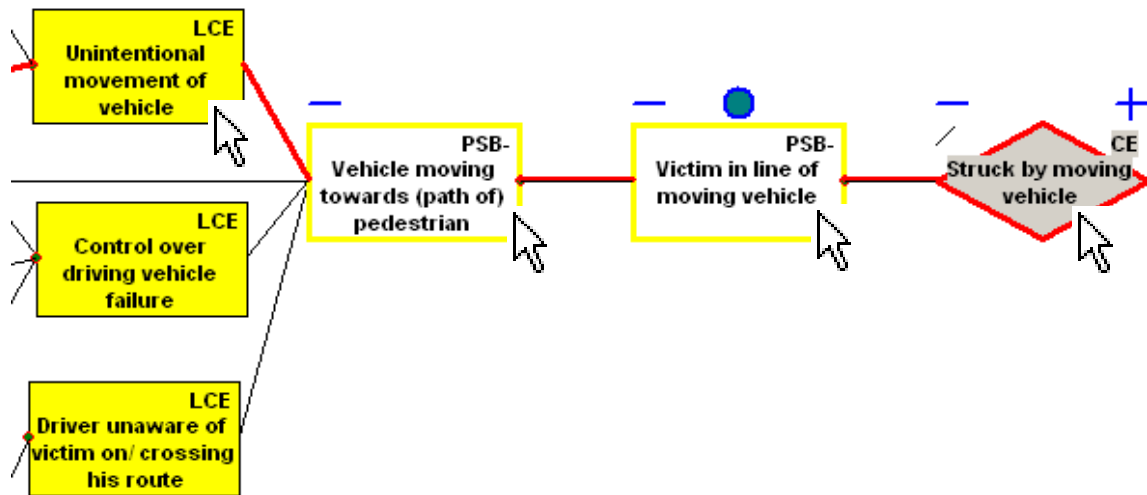 LCE
Unintentional
movement of
vehicle
LCE
Control over
driving vehicle
failure
LCE
Driver unaware of
victim on/ crossing
his route
PSB-
Vehicle moving
towards (path of)
pedestrian
PSB-
Victim in line of
moving vehicle
CE
Struck by moving
vehicle